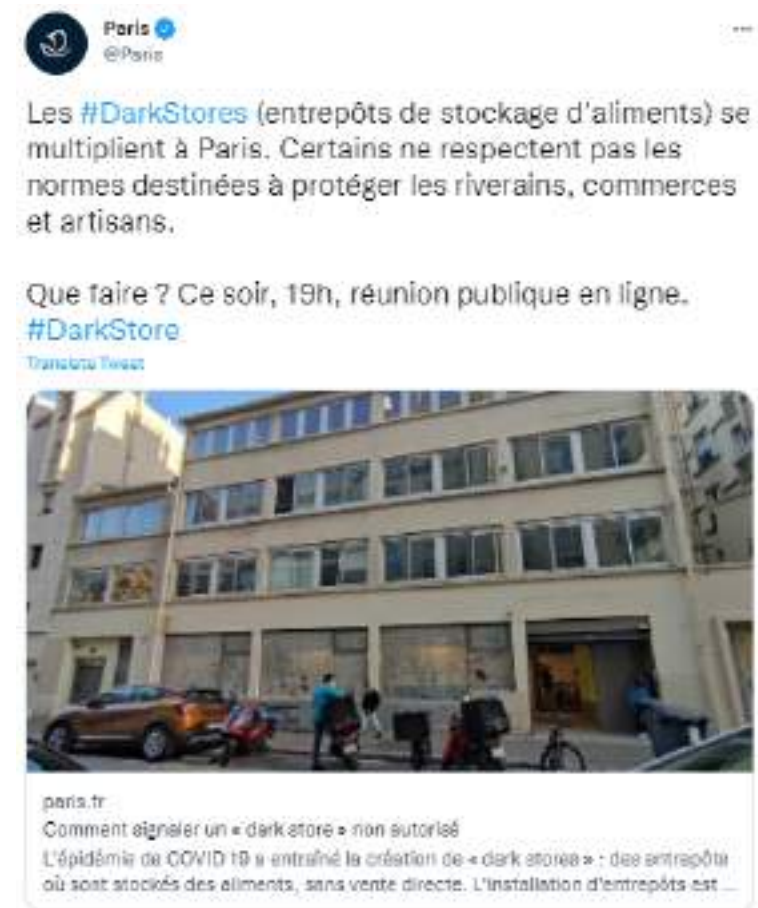 Paris
@Paris
Les #DarkStores (entrepôts de stockage d'aliments) se
multiplient à Paris. Certains ne respectent pas les
normes destinées à protéger les riverains, commerces
et artisans.
Que faire ? Ce soir, 19h, réunion publique en ligne.
#DarkStore
Translate Tweet
paris.fr
Comment signaler un « dark store » non autorisé
L'épidémie de COVID 19 a entraîné la création de « dark stores » : des entrepôts
où sont stockés des aliments, sans vente directe. L'installation d'entrepôts est ...